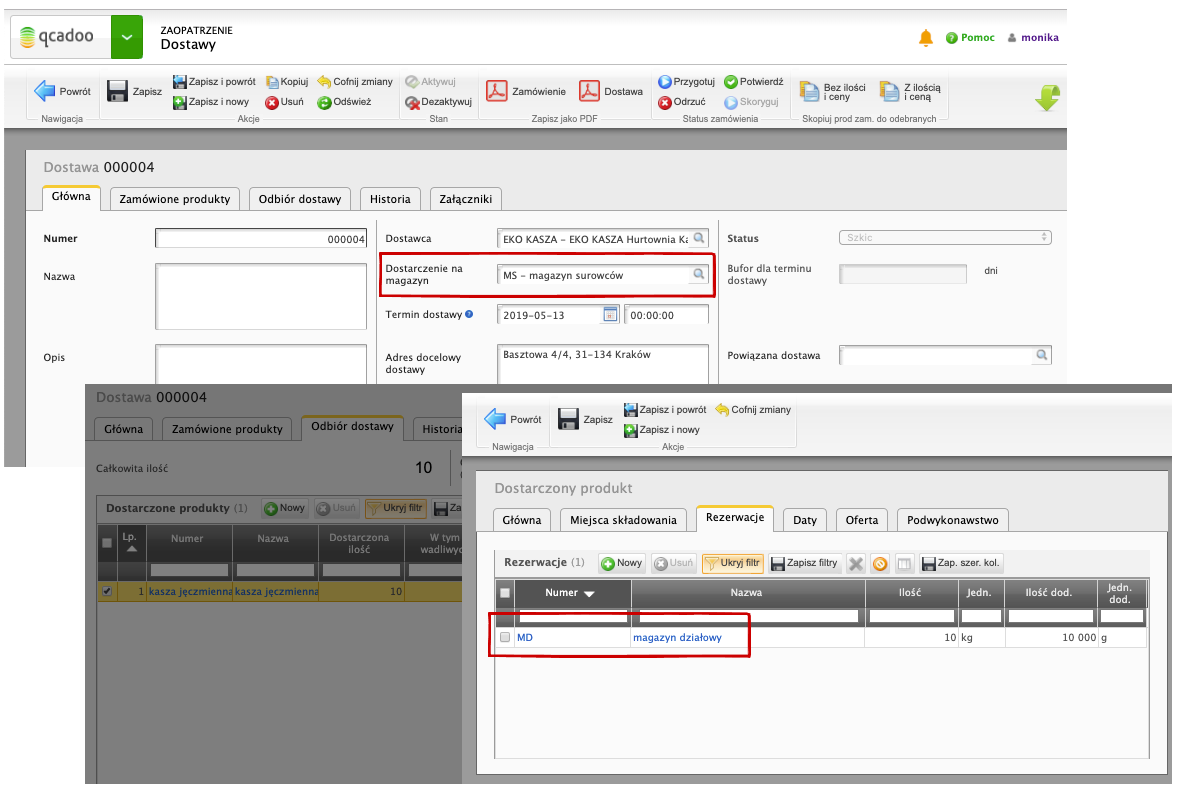 qcadoo
ZAOPATRZENIE
Dostawy
Pomoc
monika
Powrót
Nawigacja
Zapisz
Zapisz i powrót
Kopiuj
Cofnij zmiany
Zapisz i nowy
Usuń
Odśwież
Akcje
Aktywuj
Dezaktywuj
Stan
Zamówienie
Dostawa
Zapisz jako PDF
Przygotuj
Potwierdź
Odrzuć
Skoryguj
Status zamówienia
Bez ilości
i ceny
Z ilością
i ceną
Skopiuj prod zam. do odebranych
Dostawa 000004
Główna
Zamówione produkty
Odbiór dostawy
Historia
Załączniki
Numer
000004
Nazwa
Opis
Dostawca
EKO KASZA – EKO KASZA Hurtownia Ka
Dostarczenie na
magazyn
MS – magazyn surowców
Termin dostawy
2019-05-13
00:00:00
Adres docelowy
dostawy
Basztowa 4/4, 31-134 Kraków
Status
Szkic
Bufor dla terminu
dostawy
dni
Powiązana dostawa
Dostawa 000004
Główna
Zamówione produkty
Odbiór dostawy
Historia
Całkowita ilość
10
Dostarczone produkty (1)
Nowy
Usuń
Ukryj filtr
Za
Lp.
Numer
Nazwa
Dostarczona
ilość
W tym
wadliwyc
1
kasza jęczmienna
kasza jęczmienna
10
Powrót
Nawigacja
Zapisz
Zapisz i powrót
Cofnij zmiany
Zapisz i nowy
Akcje
Dostarczony produkt
Główna
Miejsca składowania
Rezerwacje
Daty
Oferta
Podwykonawstwo
Rezerwacje (1)
Nowy
Usuń
Ukryj filtr
Zapisz filtry
Zap. szer. kol.
Numer
Nazwa
Ilość
Jedn.
Ilość dod.
Jedn.
dod.
MD
magazyn działowy
10
kg
10 000
g